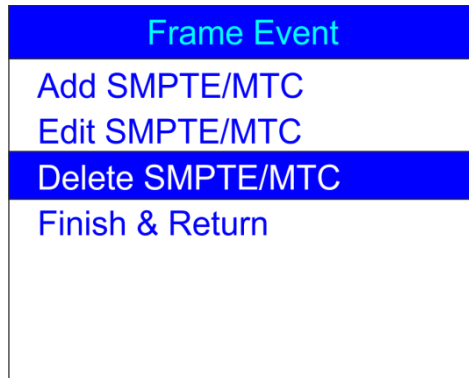 Frame Event
Add SMPTE/MTC
Edit SMPTE/MTC
Delete SMPTE/MTC
Finish & Return